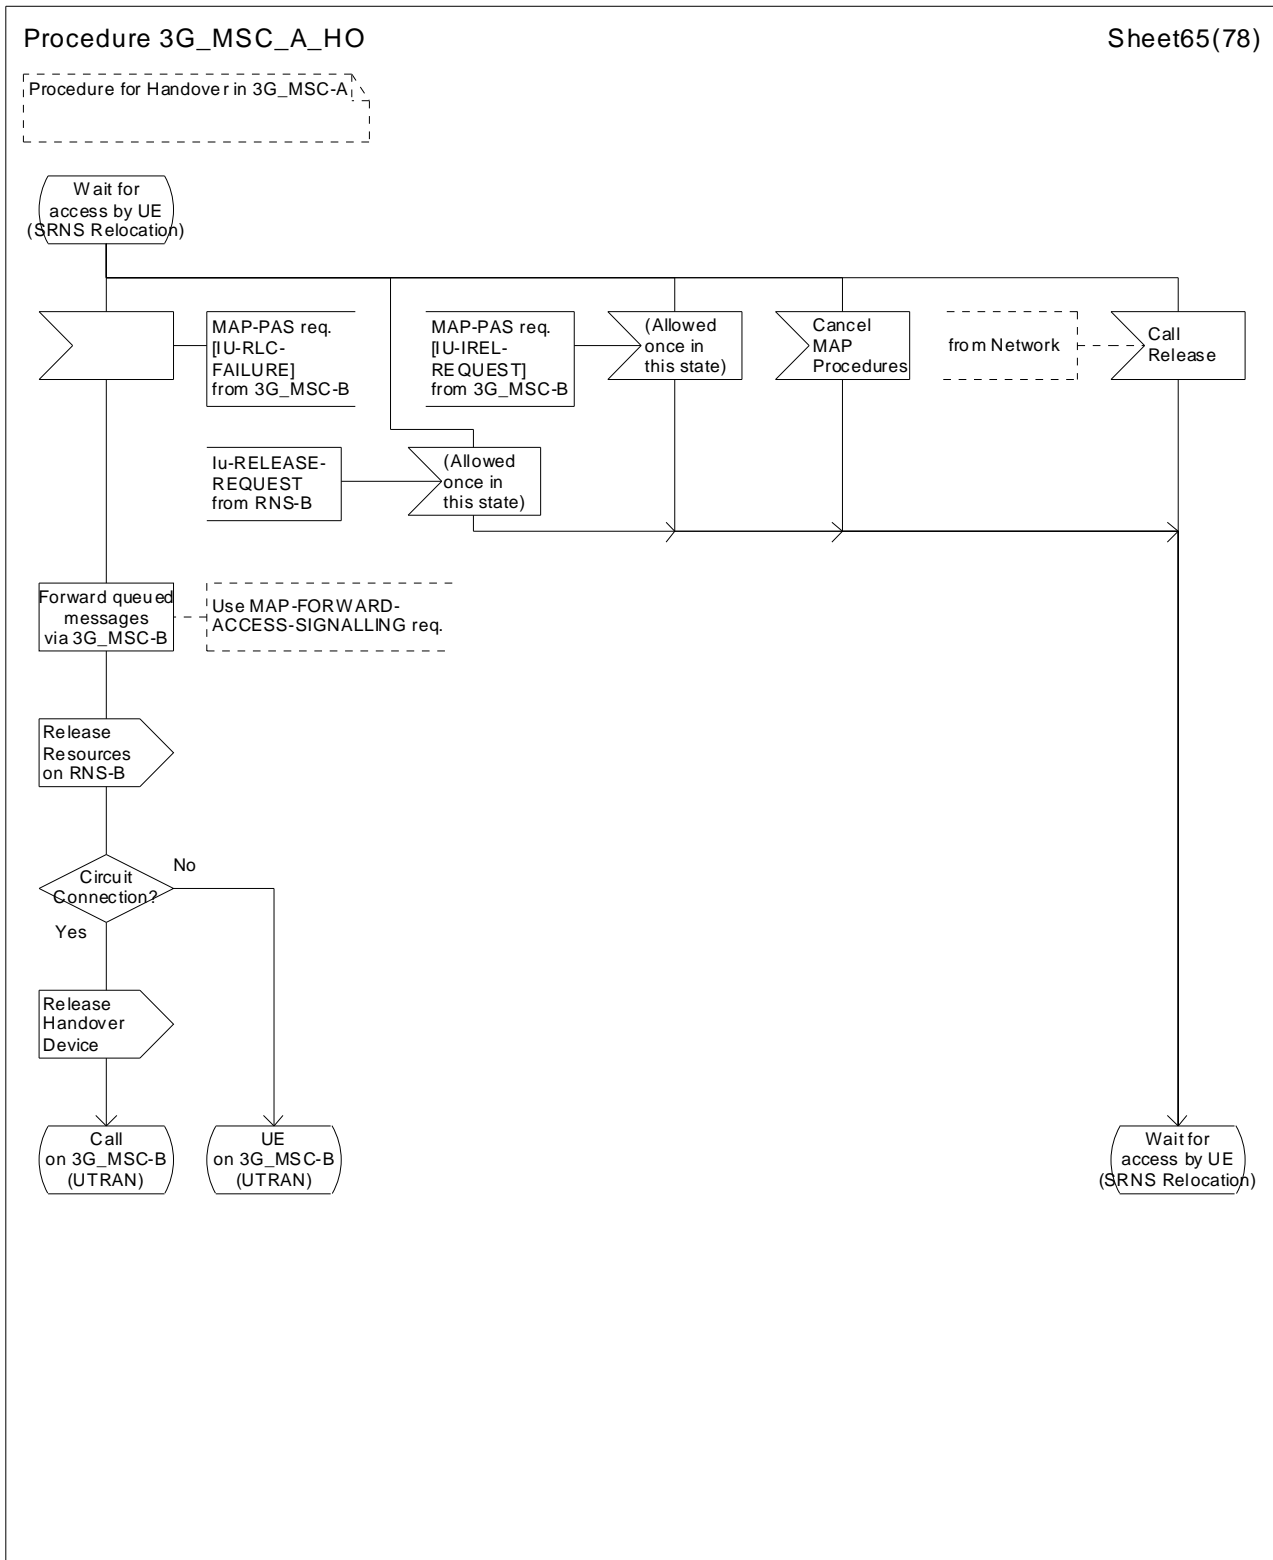 Procedure 3G_MSC_A_HO
Sheet65(78)
Procedure for Handover in 3G_MSC-A
Wait for
access by UE
(SRNS Relocation)
MAP-PAS req.
[IU-RLC-
FAILURE]
from 3G_MSC-B
MAP-PAS req.
[IU-IREL-
REQUEST]
from 3G_MSC-B
(Allowed
once in
this state)
Cancel
MAP
Procedures
from Network
Call
Release
Iu-RELEASE-
REQUEST
from RNS-B
(Allowed
once in
this state)
Forward queued
messages
via 3G_MSC-B
Use MAP-FORWARD-
ACCESS-SIGNALLING req.
Release
Resources
on RNS-B
Circuit
Connection?
No
Yes
Release
Handover
Device
Call
on 3G_MSC-B
(UTRAN)
UE
on 3G_MSC-B
(UTRAN)
Wait for
access by UE
(SRNS Relocation)